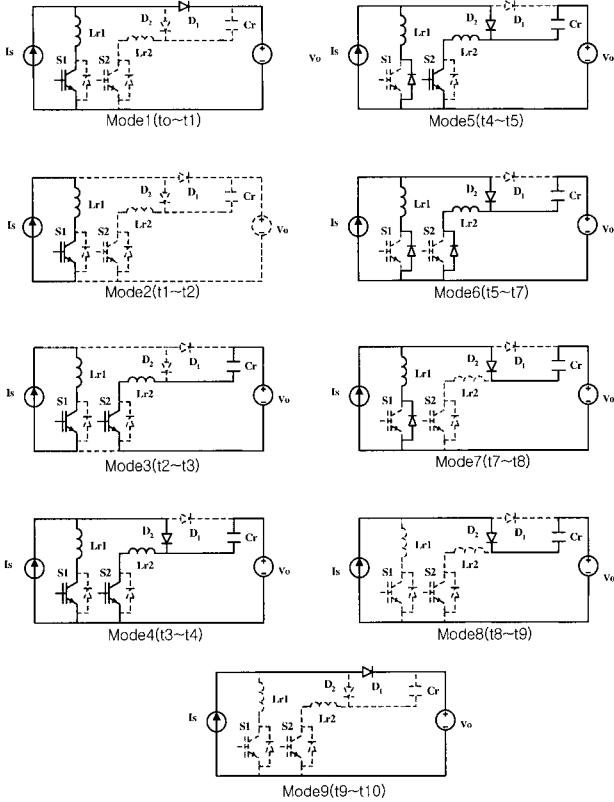 Lr1
D₂
D₁
Cr
Is
S1
S2
Lr2
Mode1(to~t1)
Lr1
D₂
D₁
Cr
Vo
Is
S1
S2
Lr2
Mode5(t4~t5)
Vo
Lr1
D₂
D₁
Cr
Is
S1
S2
Lr2
Vo
Mode2(t1~t2)
Lr1
D₂
D₁
Cr
Is
S1
S2
Lr2
Vo
Mode6(t5~t7)
Lr1
D₂
D₁
Cr
Is
S1
S2
Lr2
Vo
Mode3(t2~t3)
Lr1
D₂
D₁
Cr
Is
S1
S2
Lr2
Vo
Mode7(t7~t8)
Lr1
D₂
D₁
Cr
Is
S1
S2
Lr2
Vo
Mode4(t3~t4)
Lr1
D₂
D₁
Cr
Is
S1
S2
Lr2
Vo
Mode8(t8~t9)
Lr1
D₂
D₁
Cr
Is
S1
S2
Lr2
Vo
Mode9(t9~t10)